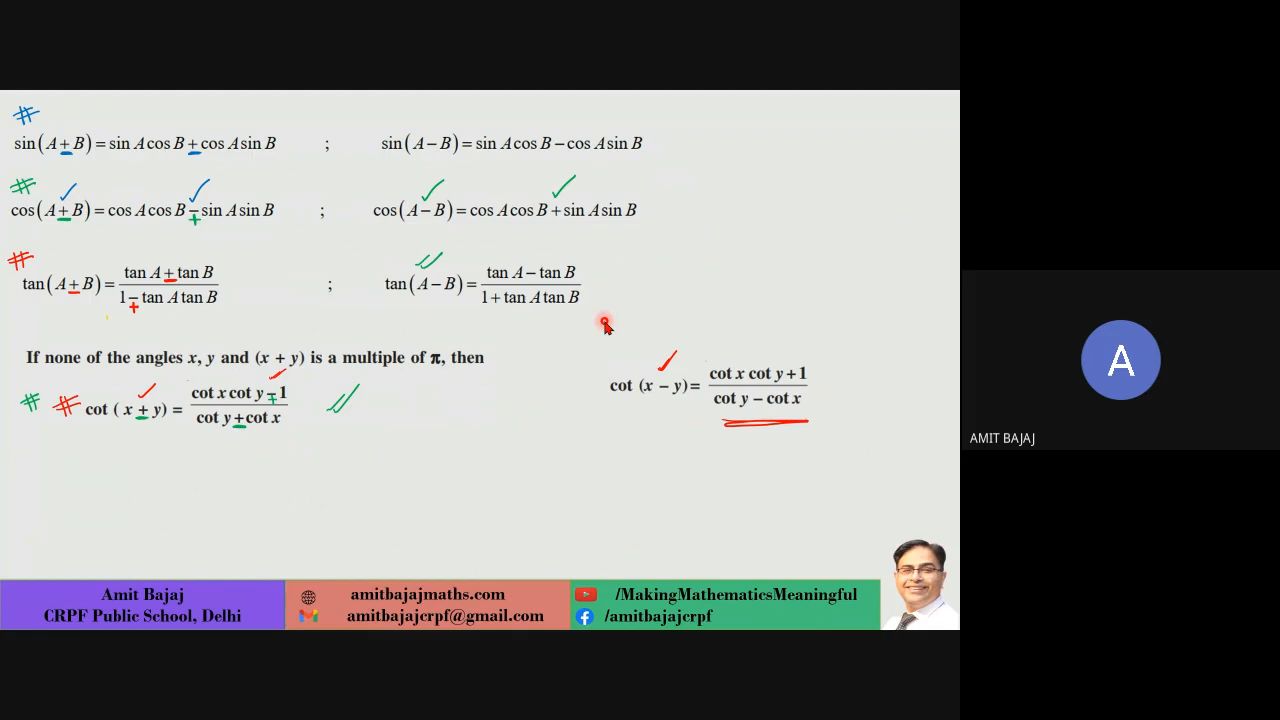 sin(A+B)=sin A cos B+cos A sin B ; sin(A−B)=sin A cos B−cos A sin B
cos(A+B)=cos A cos B−sin A sin B ; cos(A−B)=cos A cos B+sin A sin B
tan(A+B)= (tan A+tan B)/(1−tan A tan B) ; tan(A−B)= (tan A−tan B)/(1+tan A tan B)
If none of the angles x, y and (x + y) is a multiple of π, then
cot ( x + y) = (cot x cot y −1)/(cot y +cot x)
cot (x − y)= (cot x cot y +1)/(cot y − cot x)
AMIT BAJAJ
A
Amit Bajaj
CRPF Public School, Delhi
amitbajajmaths.com
amitbajajcrpf@gmail.com
/MakingMathematicsMeaningful
/amitbajajcrpf